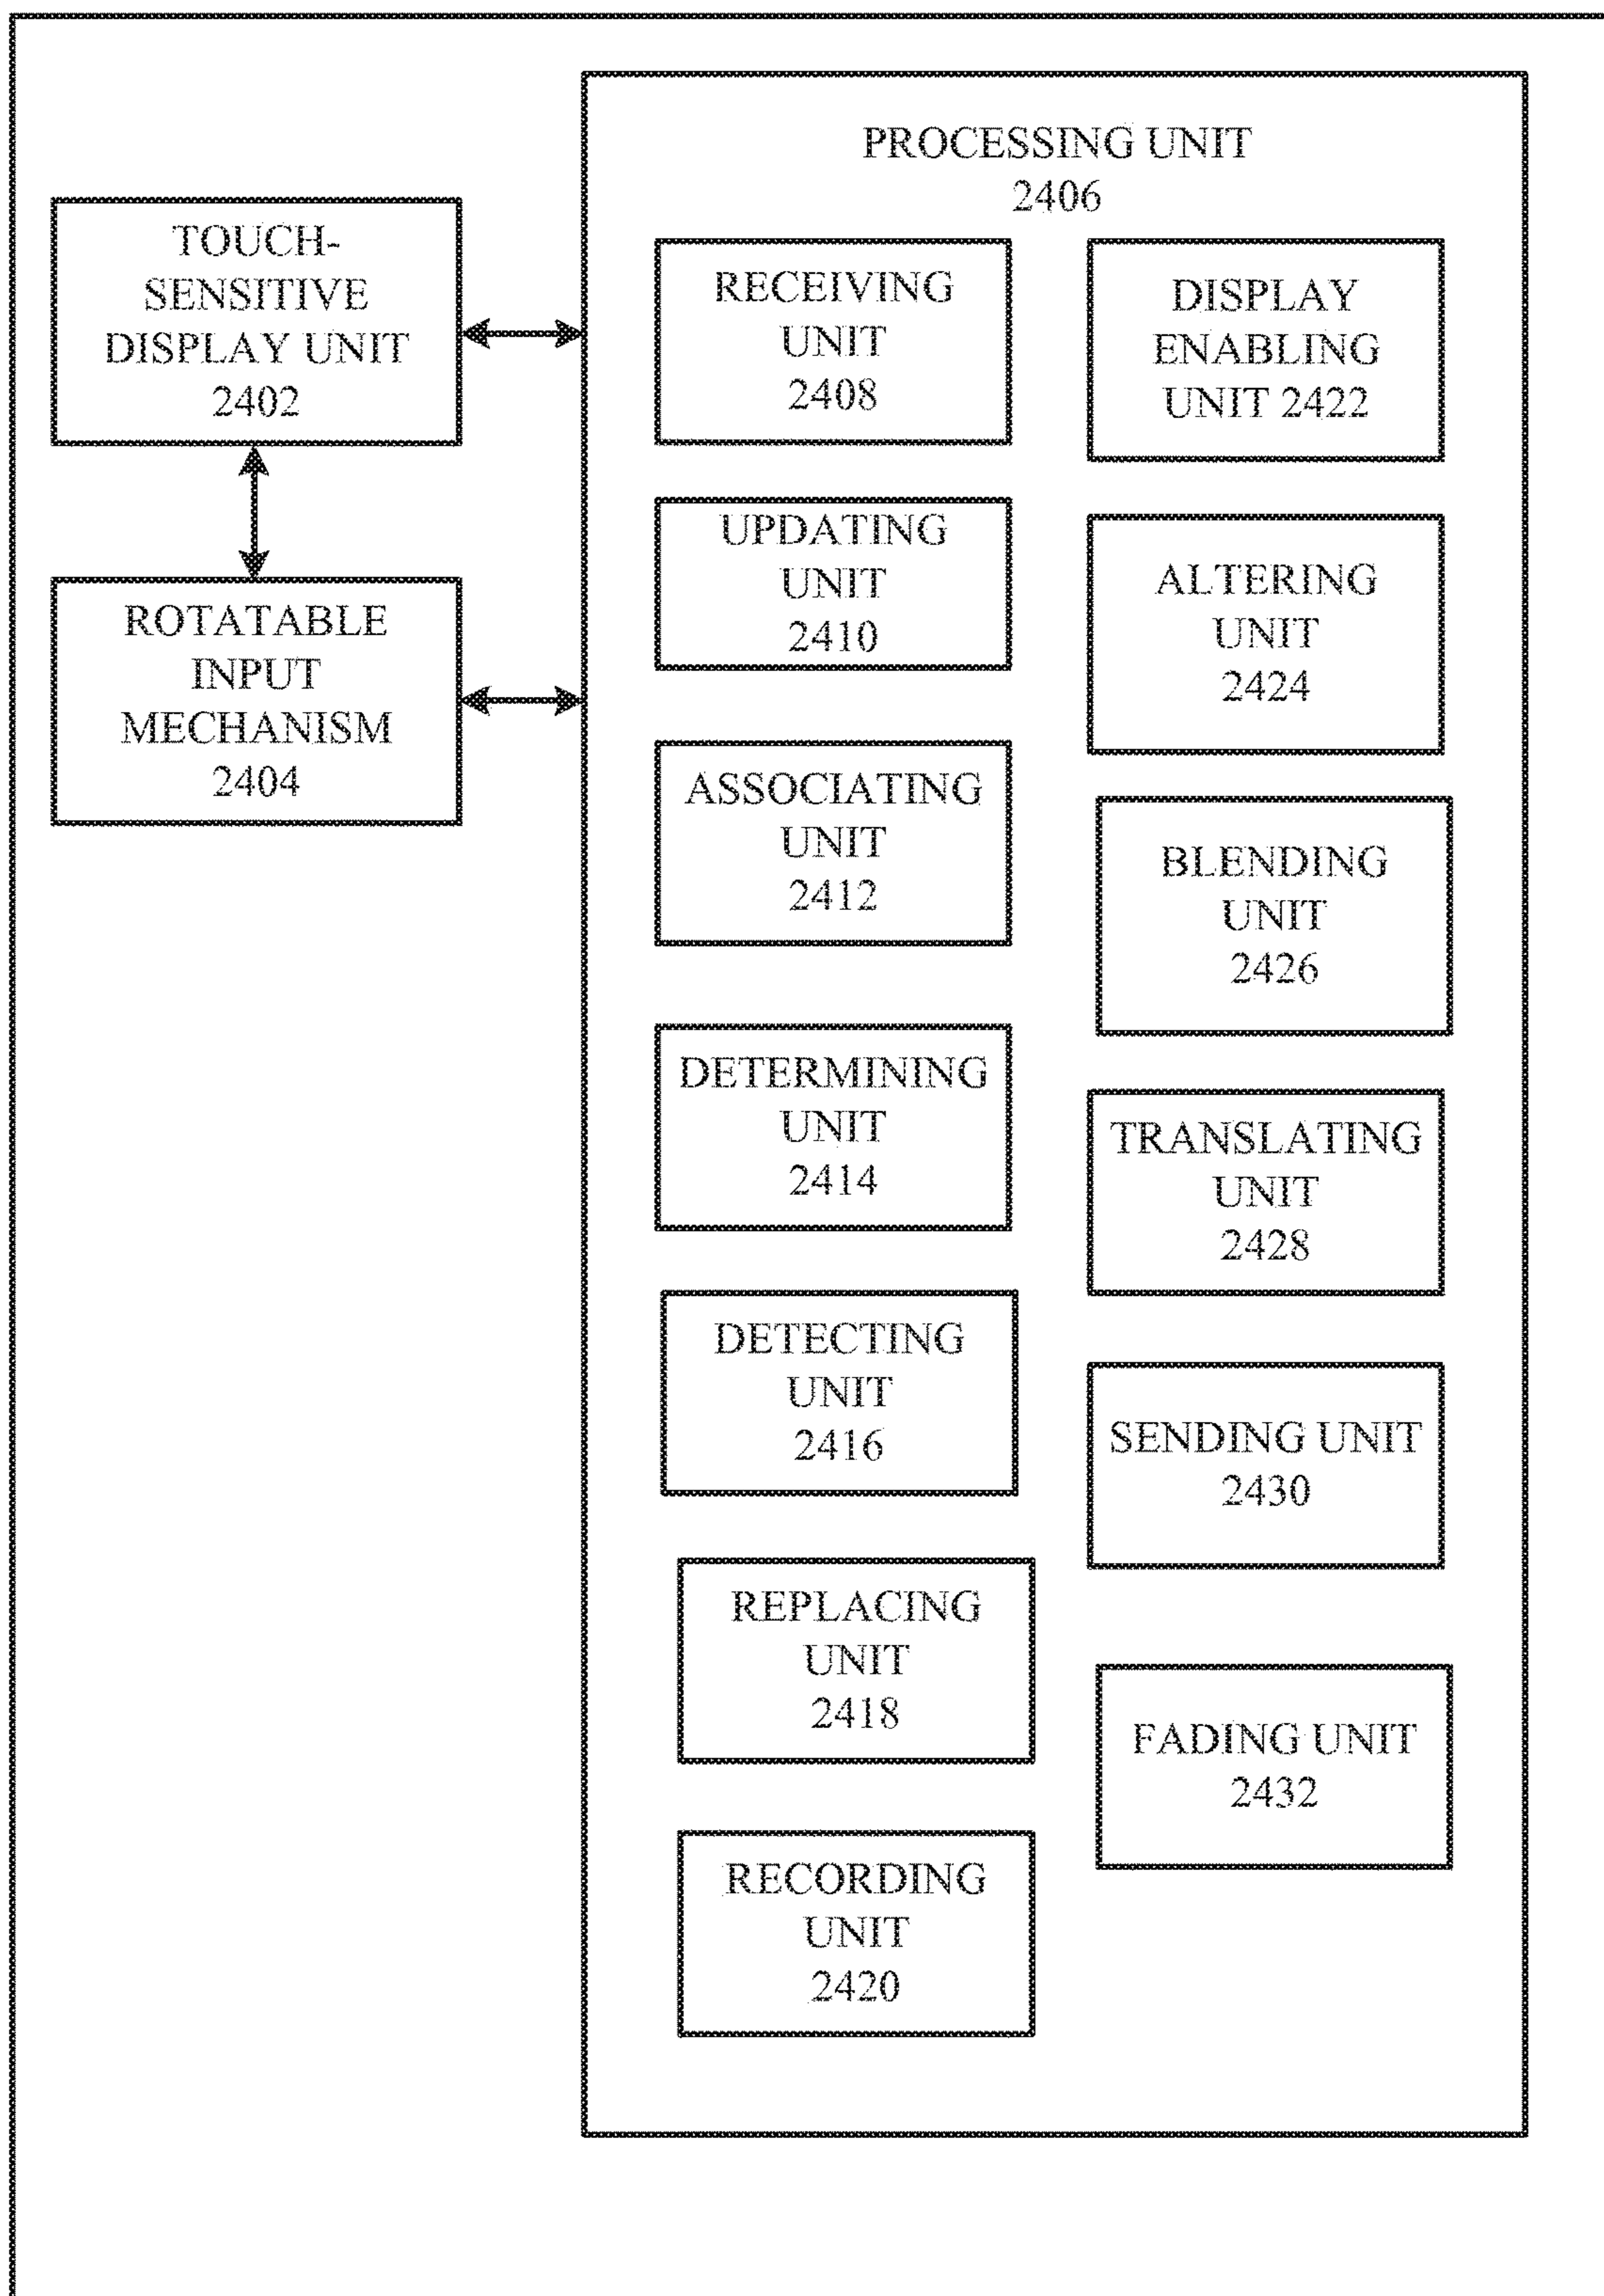 PROCESSING UNIT
2406
TOUCH-
SENSITIVE
DISPLAY UNIT
2402
ROTATABLE
INPUT
MECHANISM
2404
RECEIVING
UNIT
2408
UPDATING
UNIT
2410
ASSOCIATING
UNIT
2412
DETERMINING
UNIT
2414
DETECTING
UNIT
2416
REPLACING
UNIT
2418
RECORDING
UNIT
2420
DISPLAY
ENABLING
UNIT 2422
ALTERING
UNIT
2424
BLENDING
UNIT
2426
TRANSLATING
UNIT
2428
SENDING UNIT
2430
FADING UNIT
2432